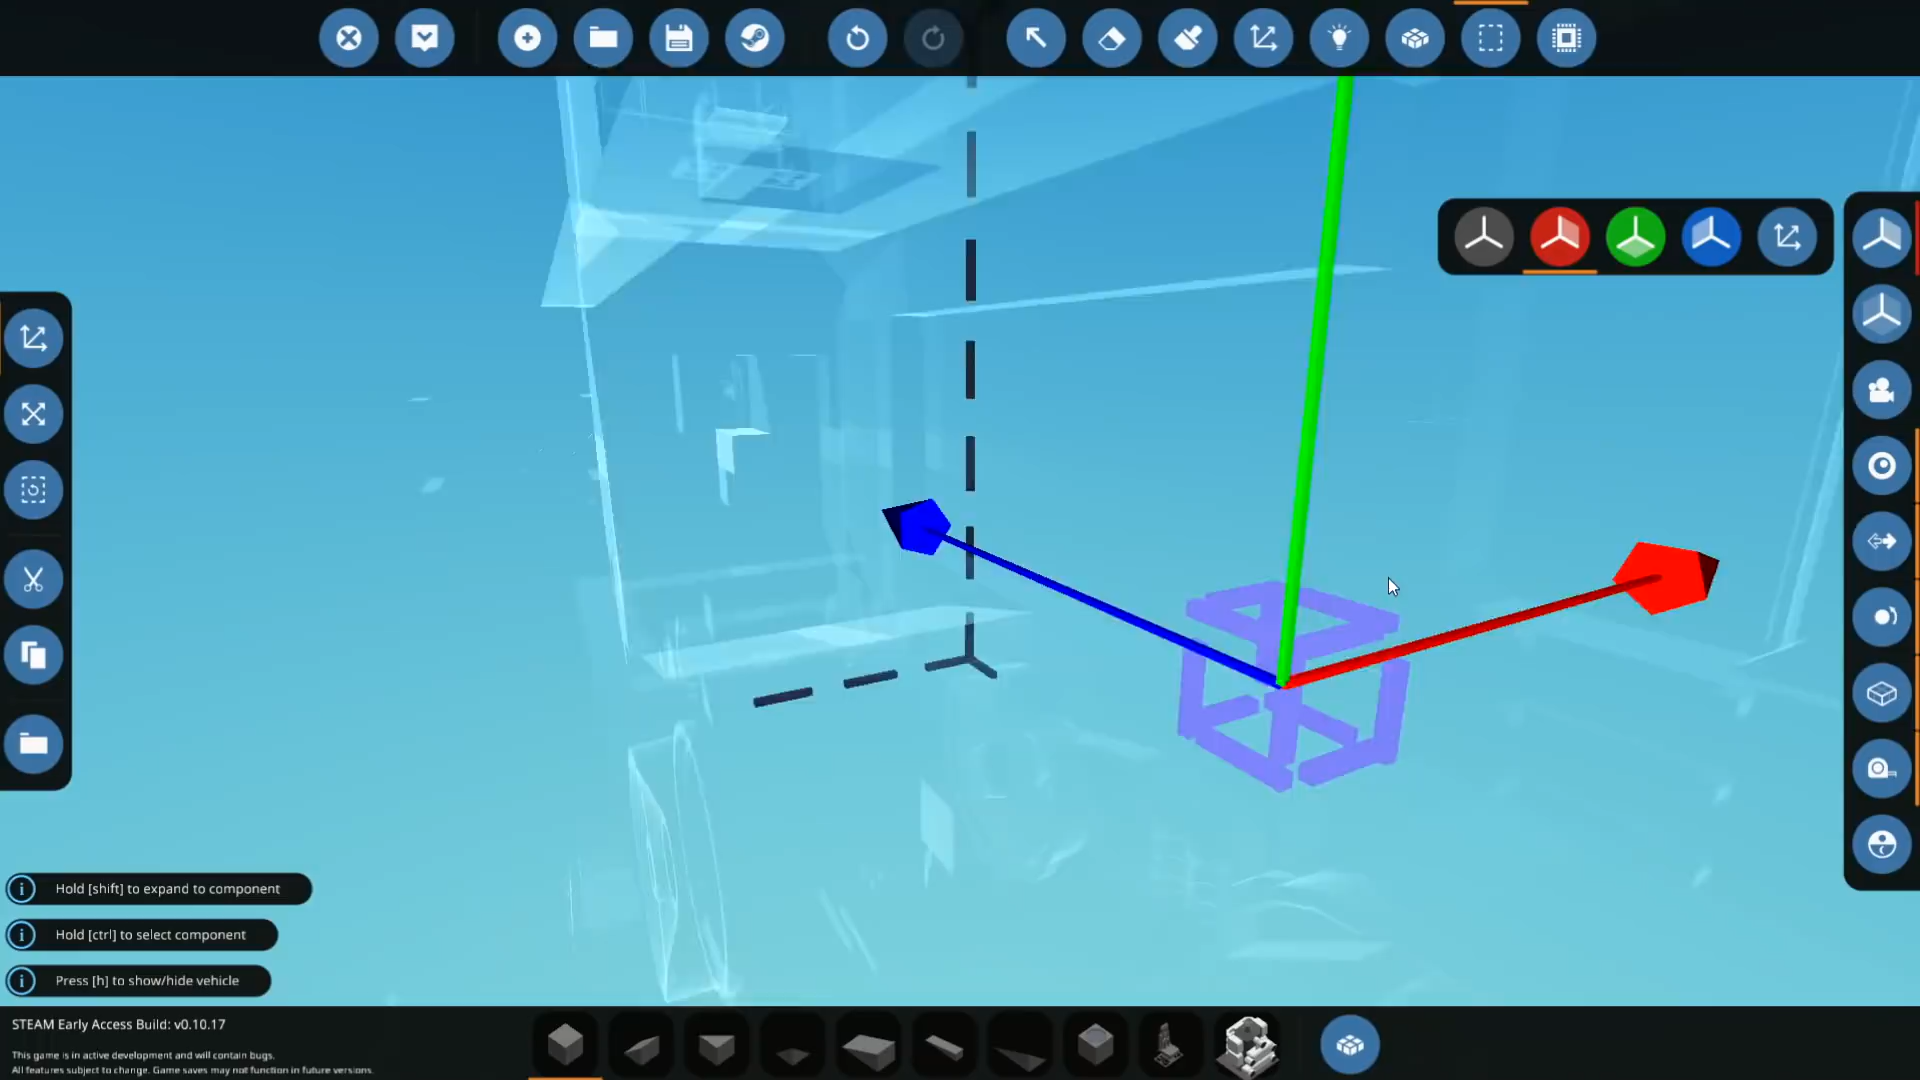 Hold [shift] to expand to component
Hold [ctrl] to select component
Press [h] to show/hide vehicle
STEAM Early Access Build: v0.10.17
This game is in active development and will contain bugs.
All features subject to change. Game saves may not function in future versions.